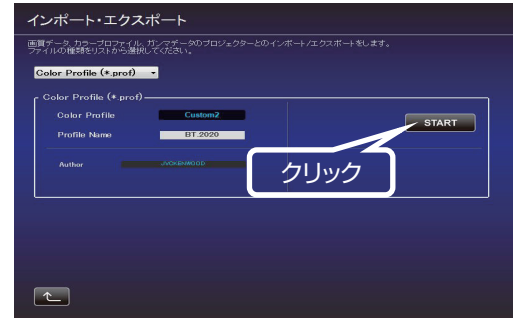 インポート・エクスポート
画質データ, カラープロファイル, ガンマデータのプロジェクターとのインポート/エクスポートをします。
ファイルの種類をリストから選択してください。
Color Profile (*.prof)
Color Profile (*.prof)
Color Profile Custom2
START
Profile Name BT.2020
Author JVCKENWOOD
クリック